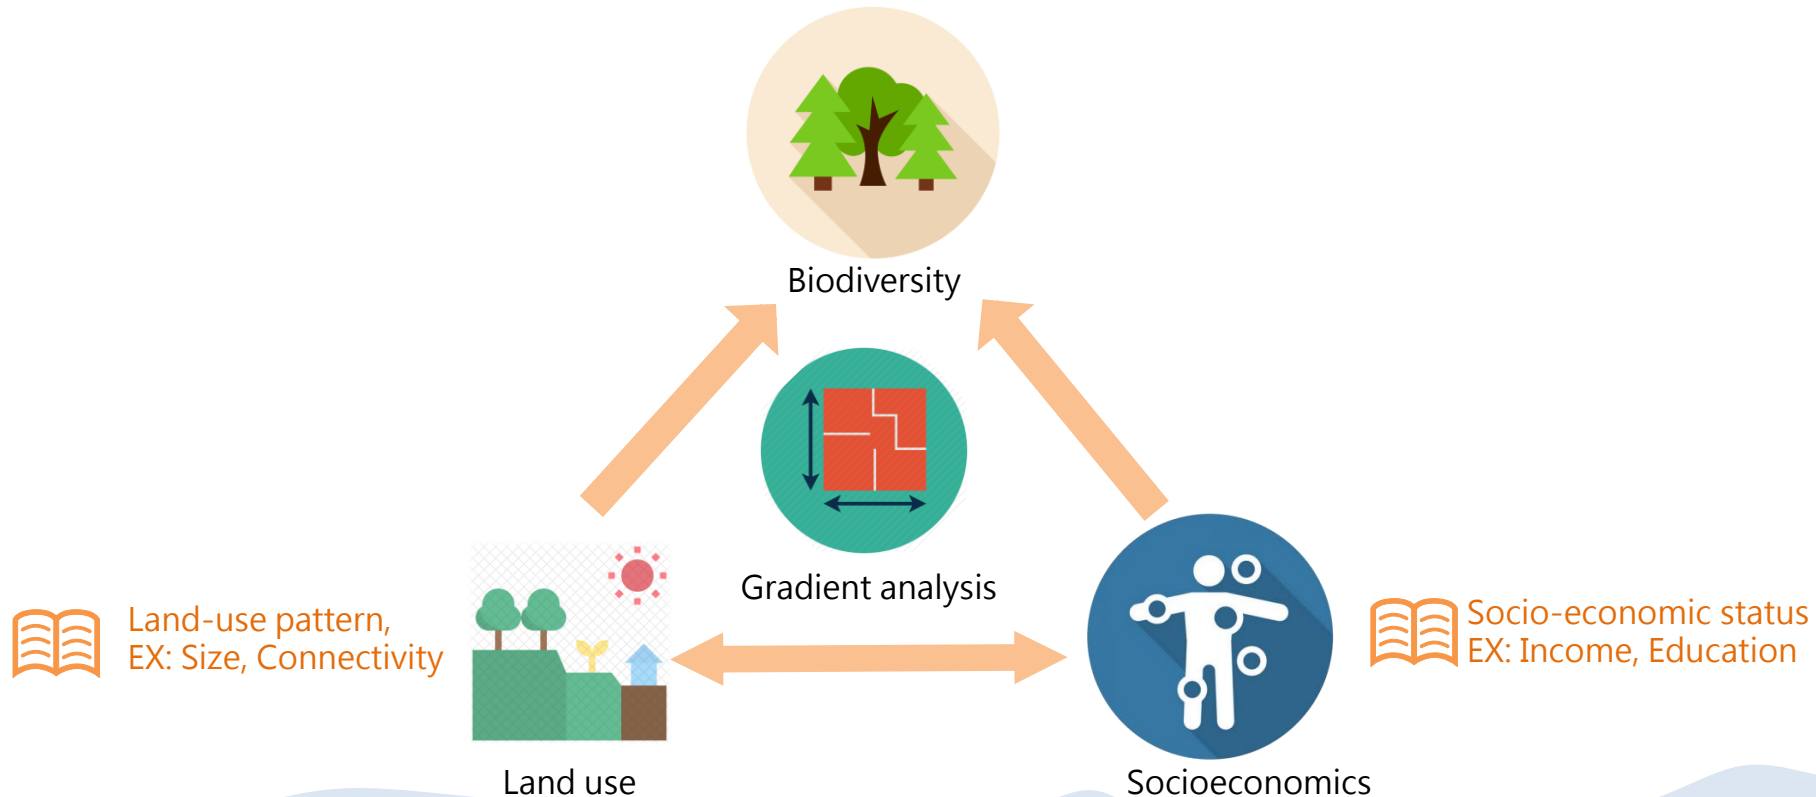 Biodiversity
Gradient analysis
Land-use pattern,
EX: Size, Connectivity
Socio-economic status
EX: Income, Education
Land use
Socioeconomics